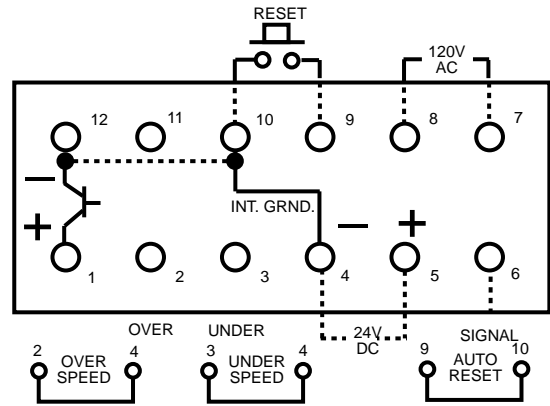 RESET
120V
AC
12 11 10 9 8 7
− INT. GRND. − +
+
1 2 3 4 5 6
OVER UNDER 24V DC SIGNAL
2 OVER SPEED 4 3 UNDER SPEED 4 9 AUTO RESET 10